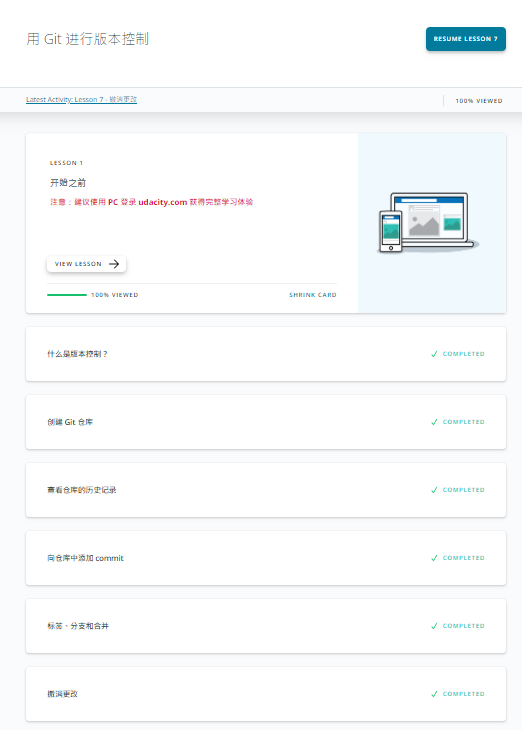 用 Git 进行版本控制
RESUME LESSON 7
Latest Activity: Lesson 7 - 撤消更改
100% VIEWED
LESSON 1
开始之前
注意：建议使用 PC 登录 udacity.com 获得完整学习体验
VIEW LESSON
100% VIEWED
SHRINK CARD
什么是版本控制？
COMPLETED
创建 Git 仓库
COMPLETED
查看仓库的历史记录
COMPLETED
向仓库中添加 commit
COMPLETED
标签、分支和合并
COMPLETED
撤消更改
COMPLETED